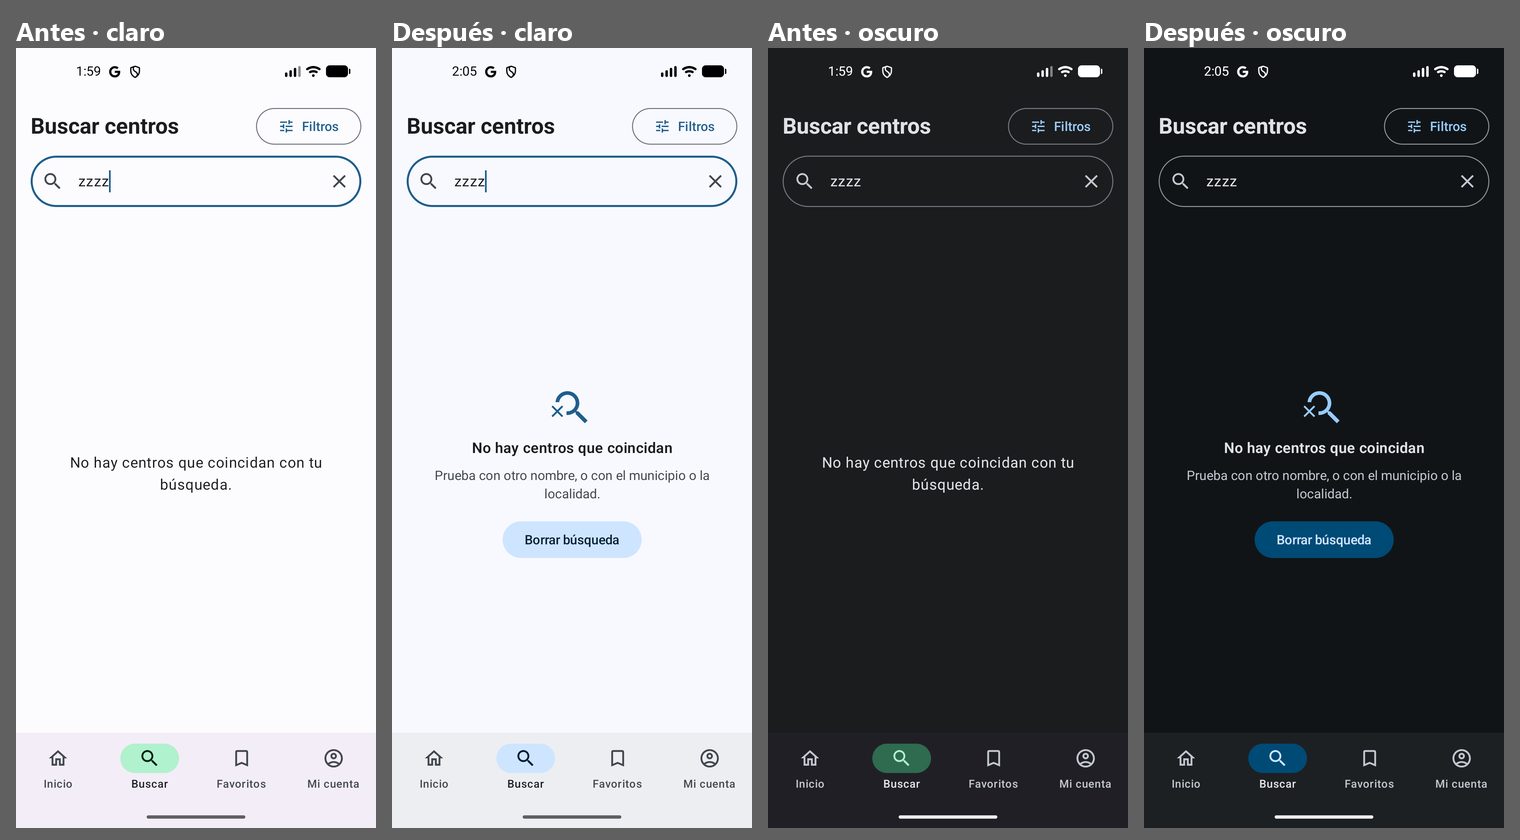 Antes · claro
1:59
Buscar centros
Filtros
zzzz
No hay centros que coincidan con tu
búsqueda.
Inicio
Buscar
Favoritos
Mi cuenta
Después · claro
2:05
Buscar centros
Filtros
zzzz
No hay centros que coincidan
Prueba con otro nombre, o con el municipio o la
localidad.
Borrar búsqueda
Inicio
Buscar
Favoritos
Mi cuenta
Antes · oscuro
1:59
Buscar centros
Filtros
zzzz
No hay centros que coincidan con tu
búsqueda.
Inicio
Buscar
Favoritos
Mi cuenta
Después · oscuro
2:05
Buscar centros
Filtros
zzzz
No hay centros que coincidan
Prueba con otro nombre, o con el municipio o la
localidad.
Borrar búsqueda
Inicio
Buscar
Favoritos
Mi cuenta